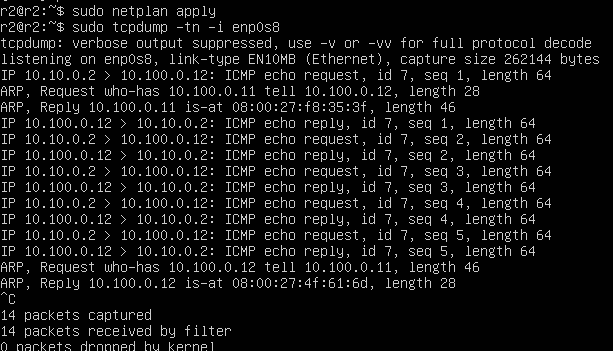 r2@r2:~$ sudo netplan apply
r2@r2:~$ sudo tcpdump -tn -i enp0s8
tcpdump: verbose output suppressed, use -v or -vv for full protocol decode
listening on enp0s8, link-type EN10MB (Ethernet), capture size 262144 bytes
IP 10.10.0.2 > 10.100.0.12: ICMP echo request, id 7, seq 1, length 64
ARP, Request who-has 10.100.0.11 tell 10.100.0.12, length 28
ARP, Reply 10.100.0.11 is-at 08:00:27:f8:35:3f, length 46
IP 10.100.0.12 > 10.10.0.2: ICMP echo reply, id 7, seq 1, length 64
IP 10.10.0.2 > 10.100.0.12: ICMP echo request, id 7, seq 2, length 64
IP 10.100.0.12 > 10.10.0.2: ICMP echo reply, id 7, seq 2, length 64
IP 10.10.0.2 > 10.100.0.12: ICMP echo request, id 7, seq 3, length 64
IP 10.100.0.12 > 10.10.0.2: ICMP echo reply, id 7, seq 3, length 64
IP 10.10.0.2 > 10.100.0.12: ICMP echo request, id 7, seq 4, length 64
IP 10.100.0.12 > 10.10.0.2: ICMP echo reply, id 7, seq 4, length 64
IP 10.10.0.2 > 10.100.0.12: ICMP echo request, id 7, seq 5, length 64
IP 10.100.0.12 > 10.10.0.2: ICMP echo reply, id 7, seq 5, length 64
ARP, Request who-has 10.100.0.12 tell 10.100.0.11, length 46
ARP, Reply 10.100.0.12 is-at 08:00:27:4f:61:6d, length 28
^C
14 packets captured
14 packets received by filter
0 packets dropped by kernel